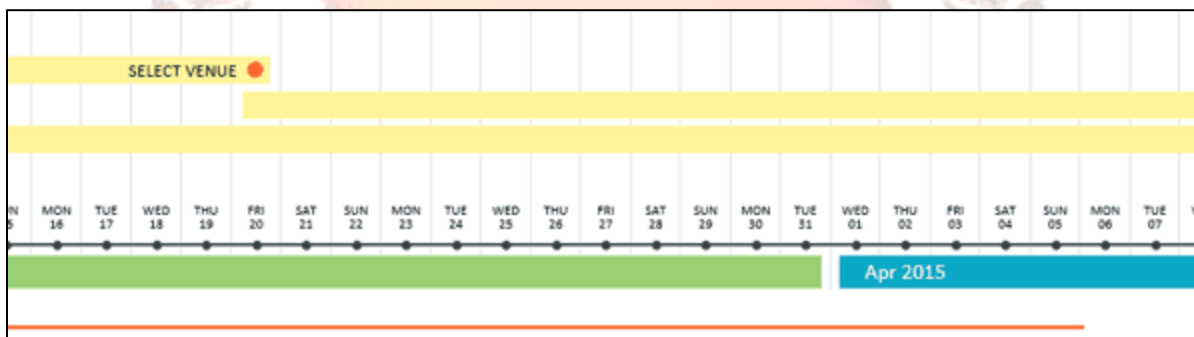 SELECT VENUE
MON TUE WED THU FRI SAT SUN MON TUE WED THU FRI SAT SUN MON TUE WED THU FRI SAT SUN MON TUE
16 17 18 19 20 21 22 23 24 25 26 27 28 29 30 31 01 02 03 04 05 06 07
Apr 2015